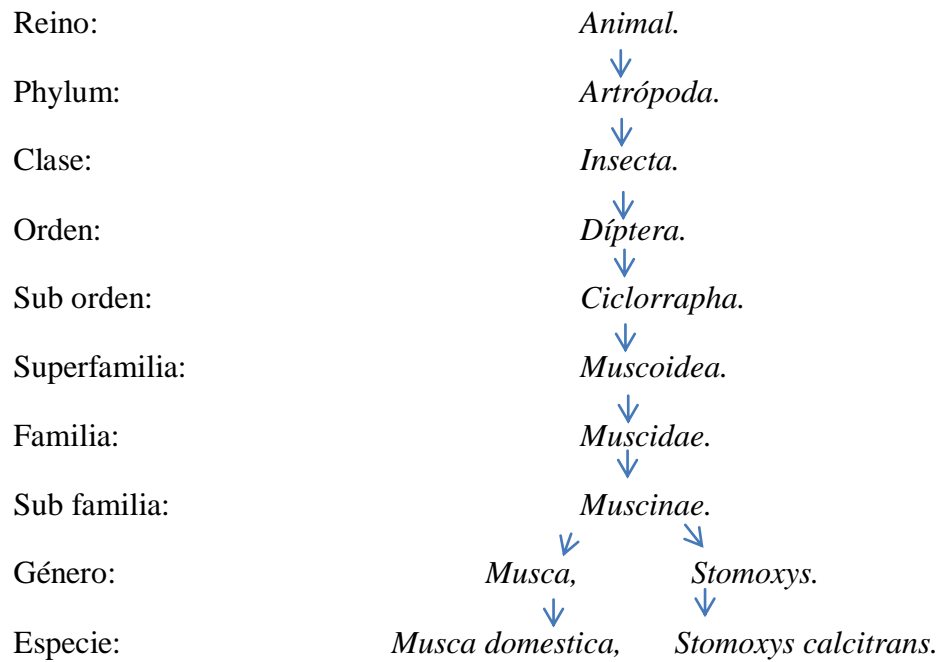 Reino: Animal.
Phylum: Artrópoda.
Clase: Insecta.
Orden: Díptera.
Sub orden: Ciclorrapha.
Superfamilia: Muscoidea.
Familia: Muscidae.
Sub familia: Muscinae.
Género: Musca, Stomoxys.
Especie: Musca domestica, Stomoxys calcitrans.